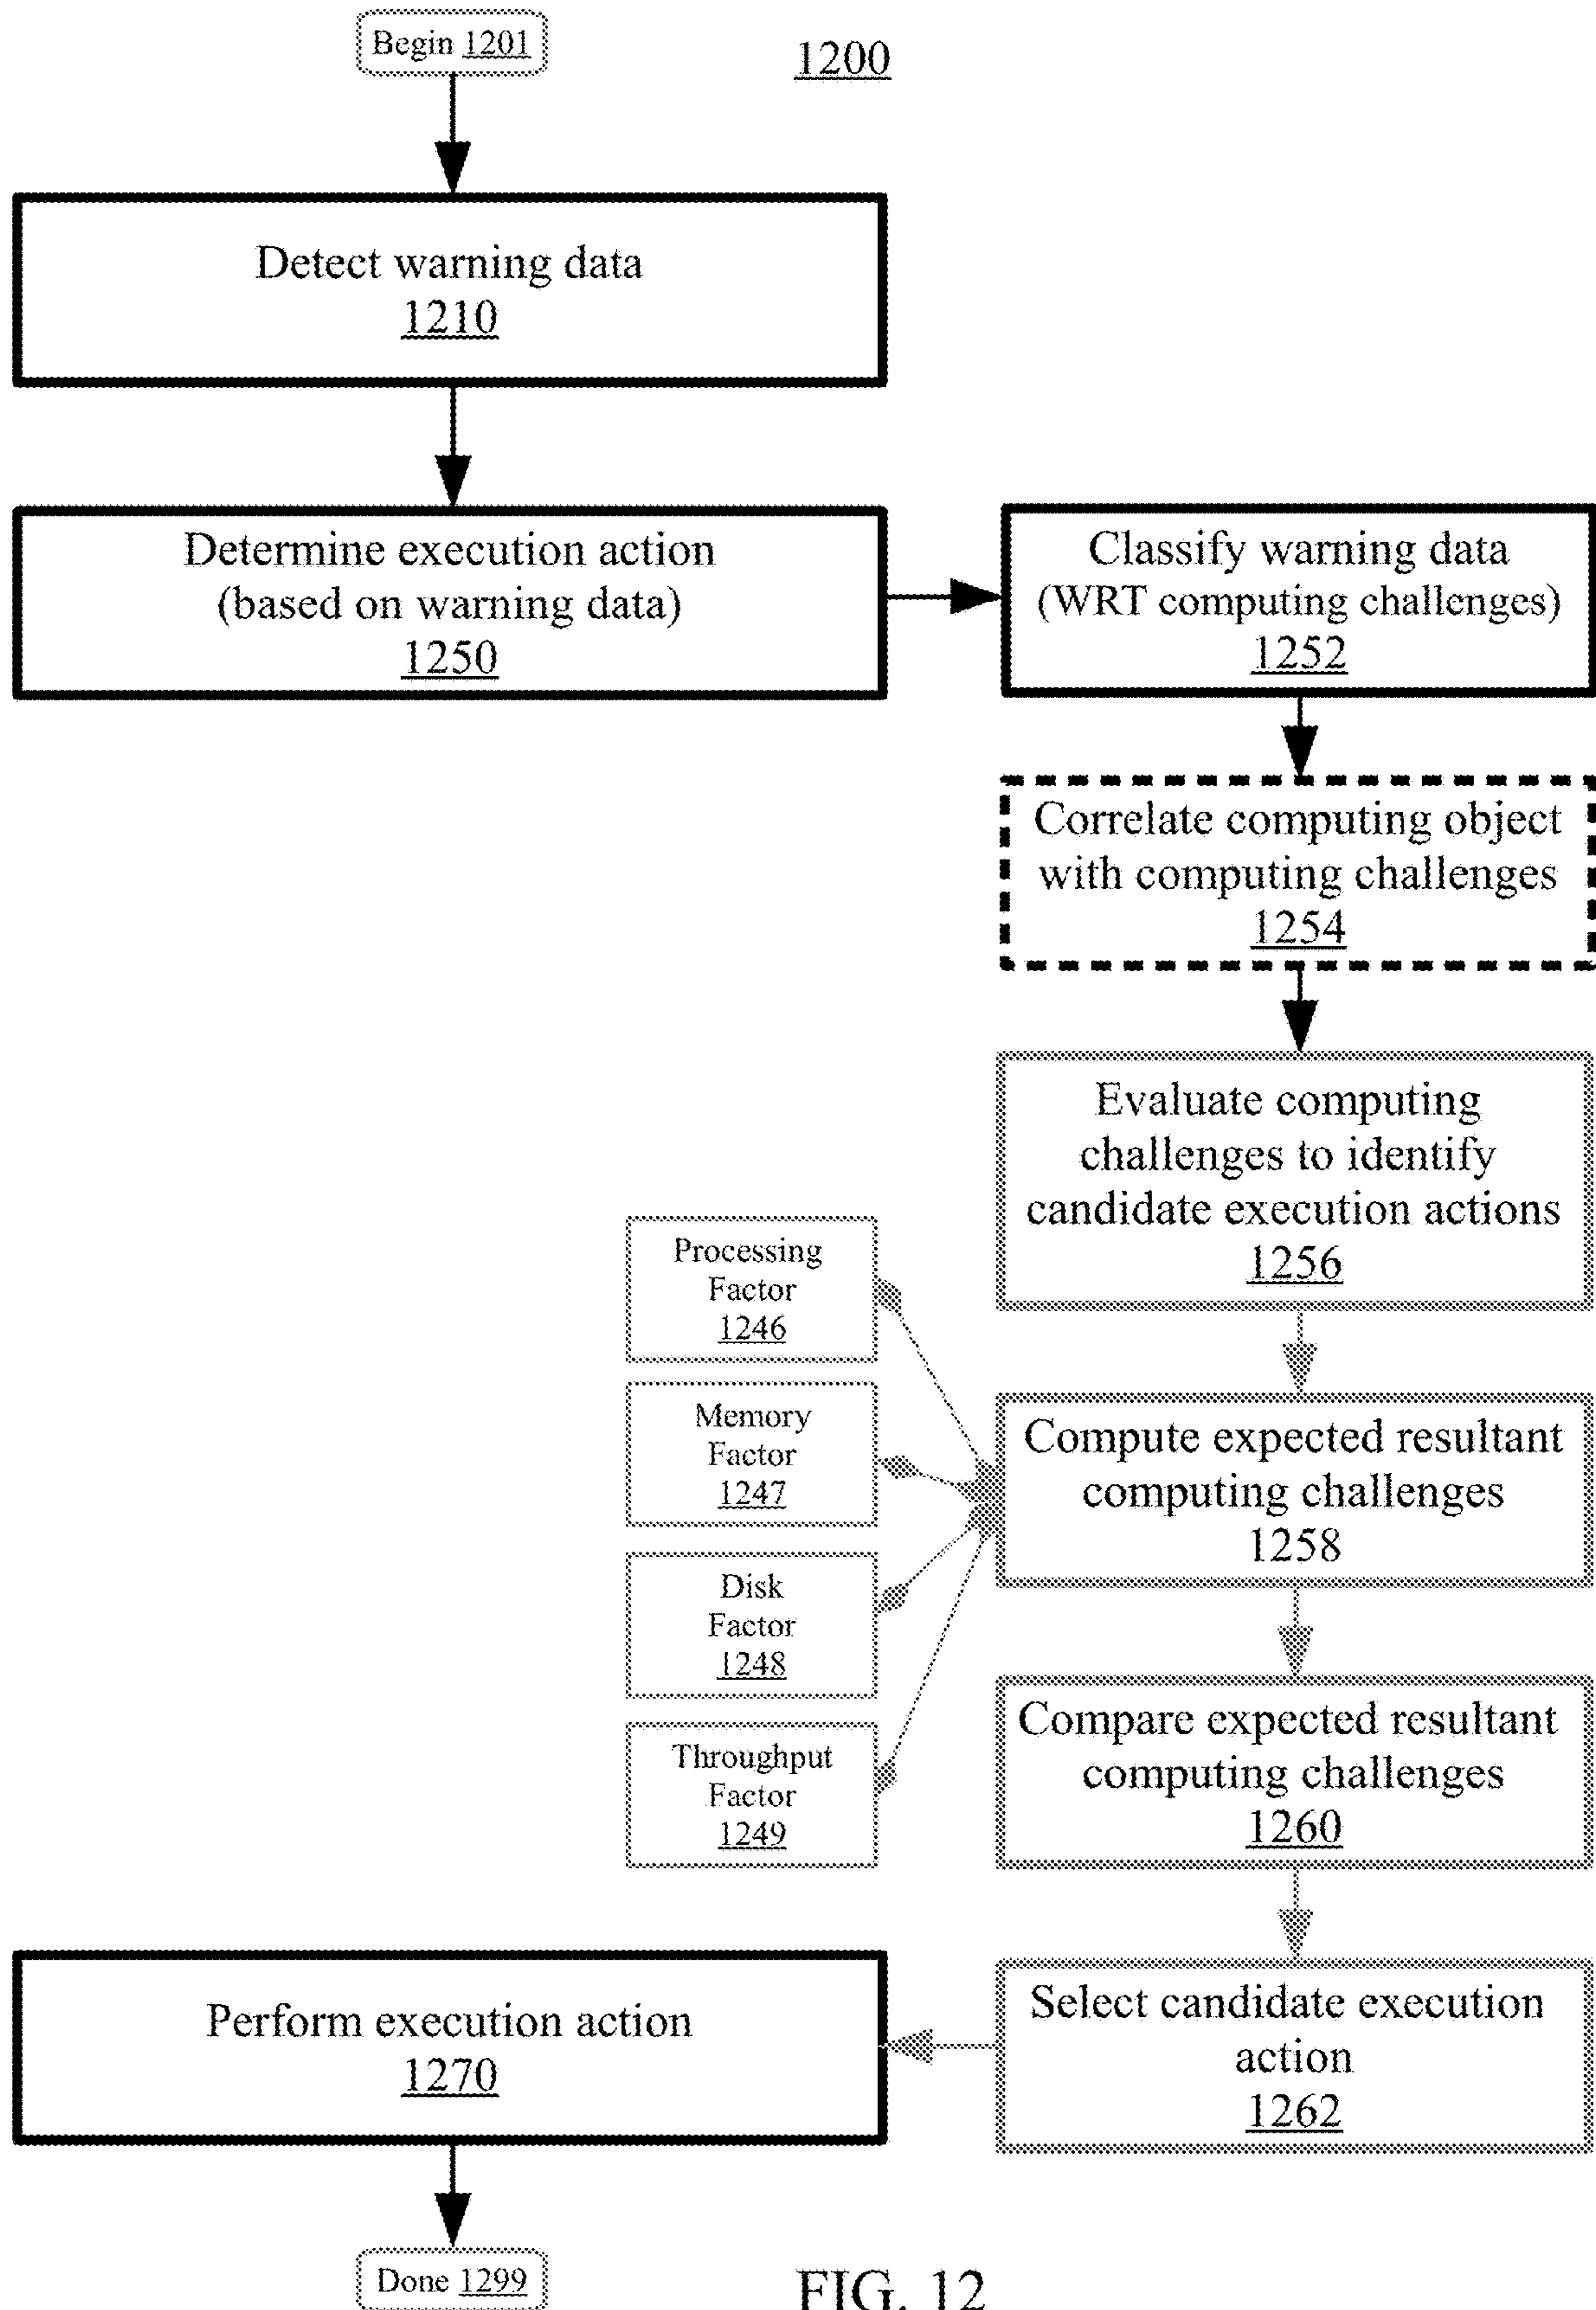 Begin 1201
1200
Detect warning data
1210
Determine execution action
(based on warning data)
1250
Classify warning data
(WRT computing challenges)
1252
Correlate computing object
with computing challenges
1254
Evaluate computing
challenges to identify
candidate execution actions
1256
Processing
Factor
1246
Memory
Factor
1247
Disk
Factor
1248
Throughput
Factor
1249
Compute expected resultant
computing challenges
1258
Compare expected resultant
computing challenges
1260
Select candidate execution
action
1262
Perform execution action
1270
Done 1299
FIG. 12